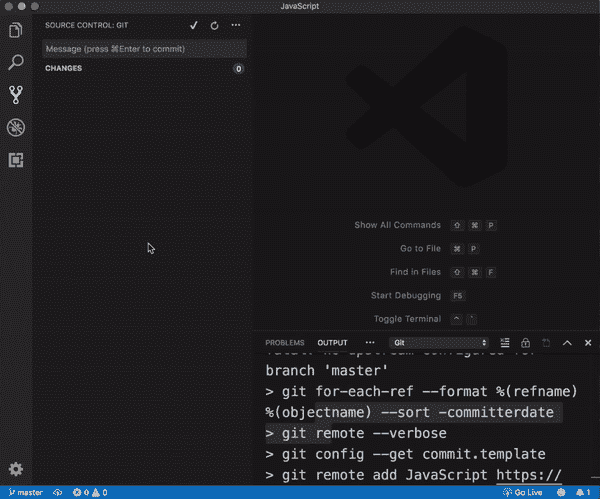 JavaScript
SOURCE CONTROL: GIT
Message (press ⌘Enter to commit)
CHANGES 0
Show All Commands ⇧ ⌘ P
Go to File ⌘ P
Find in Files ⇧ ⌘ F
Start Debugging F5
Toggle Terminal ^ `
PROBLEMS OUTPUT ••• Git
branch 'master'
> git for-each-ref --format %(refname)
%(objectname) --sort -committerdate
> git remote --verbose
> git config --get commit.template
> git remote add JavaScript https://
master 0 0 Go Live 1